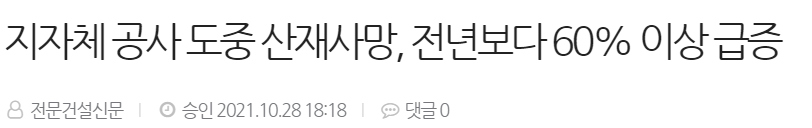 지자체 공사 도중 산재사망, 전년보다 60% 이상 급증
전문건설신문 | 승인 2021.10.28 18:18 | 댓글 0